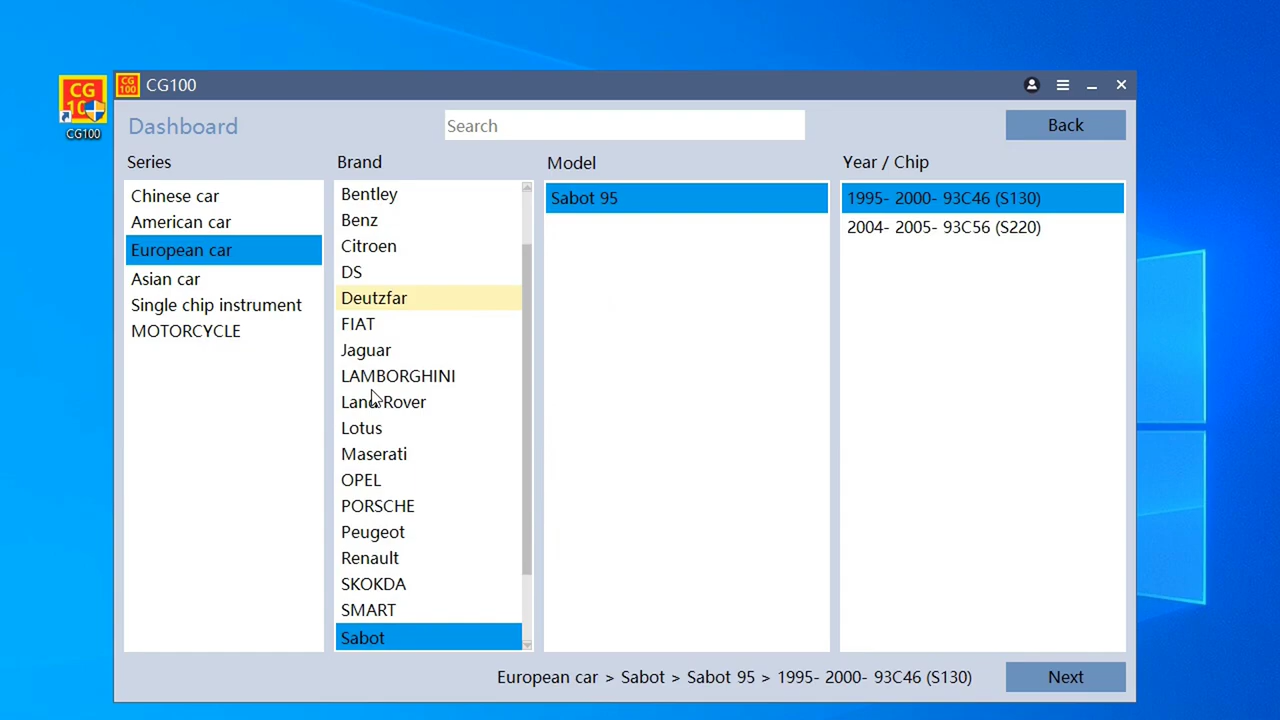 CG
100
CG100
CG
100
CG100
Dashboard
Search
Back
Series
Brand
Model
Year / Chip
Chinese car
American car
European car
Asian car
Single chip instrument
MOTORCYCLE
Bentley
Benz
Citroen
DS
Deutzfar
FIAT
Jaguar
LAMBORGHINI
Land Rover
Lotus
Maserati
OPEL
PORSCHE
Peugeot
Renault
SKOKDA
SMART
Sabot
Sabot 95
1995- 2000- 93C46 (S130)
2004- 2005- 93C56 (S220)
European car > Sabot > Sabot 95 > 1995- 2000- 93C46 (S130)
Next